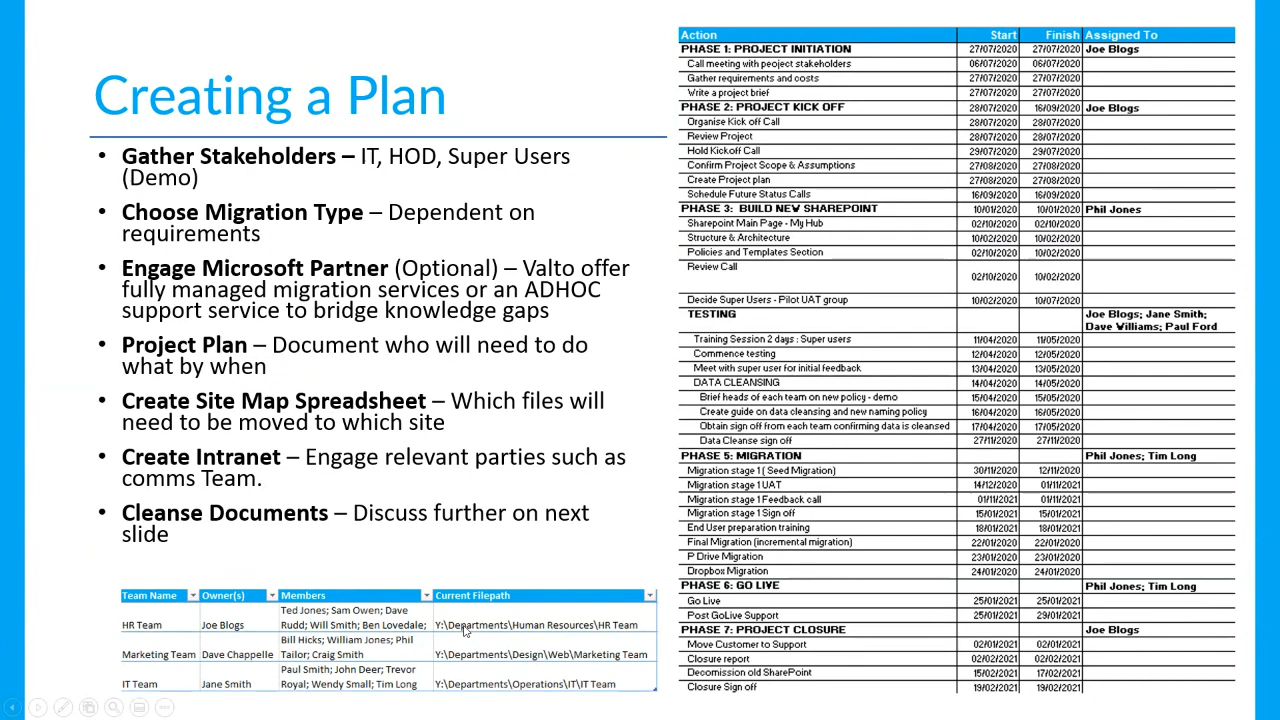 Creating a Plan
• Gather Stakeholders – IT, HOD, Super Users
(Demo)
• Choose Migration Type – Dependent on
requirements
• Engage Microsoft Partner (Optional) – Valto offer
fully managed migration services or an ADHOC
support service to bridge knowledge gaps
• Project Plan – Document who will need to do
what by when
• Create Site Map Spreadsheet – Which files will
need to be moved to which site
• Create Intranet – Engage relevant parties such as
comms Team.
• Cleanse Documents – Discuss further on next
slide
Team Name Owner(s) Members Current Filepath
Ted Jones; Sam Owen; Dave
HR Team Joe Blogs Rudd; Will Smith; Ben Lovedale; Y:\Departments\Human Resources\HR Team
Bill Hicks; William Jones; Phil
Marketing Team Dave Chappelle Tailor; Craig Smith Y:\Departments\Design\Web\Marketing Team
Paul Smith; John Deer; Trevor
IT Team Jane Smith Royal; Wendy Small; Tim Long Y:\Departments\Operations\IT\IT Team
Action Start Finish Assigned To
PHASE 1: PROJECT INITIATION 27/07/2020 27/07/2020 Joe Blogs
Call meeting with peoject stakeholders 06/07/2020 06/07/2020
Gather requirements and costs 27/07/2020 27/07/2020
Write a project brief 27/07/2020 27/07/2020
PHASE 2: PROJECT KICK OFF 28/07/2020 16/09/2020 Joe Blogs
Organise Kick off Call 28/07/2020 28/07/2020
Review Project 28/07/2020 28/07/2020
Hold Kickoff Call 29/07/2020 29/07/2020
Confirm Project Scope & Assumptions 27/08/2020 27/08/2020
Create Project plan 27/08/2020 27/08/2020
Schedule Future Status Calls 16/09/2020 16/09/2020
PHASE 3: BUILD NEW SHAREPOINT 10/01/2020 10/01/2020 Phil Jones
Sharepoint Main Page - My Hub 02/10/2020 02/10/2020
Structure & Architecture 10/02/2020 10/02/2020
Policies and Templates Section 02/10/2020 10/02/2020
Review Call 02/10/2020 10/02/2020
Decide Super Users - Pilot UAT group 10/02/2020 10/07/2020
TESTING Joe Blogs; Jane Smith;
Dave Williams; Paul Ford
Training Session 2 days : Super users 11/04/2020 11/05/2020
Commence testing 12/04/2020 12/05/2020
Meet with super user for initial feedback 13/04/2020 13/05/2020
DATA CLEANSING 14/04/2020 14/05/2020
Brief heads of each team on new policy - demo 15/04/2020 15/05/2020
Create guide on data cleansing and new naming policy 16/04/2020 16/05/2020
Obtain sign off from each team confirming data is cleansed 17/04/2020 17/05/2020
Data Cleanse sign off 27/11/2020 27/11/2020
PHASE 5: MIGRATION Phil Jones; Tim Long
Migration stage 1 ( Seed Migration) 30/11/2020 12/11/2020
Migration stage 1 UAT 14/12/2020 01/11/2021
Migration stage 1 Feedback call 01/11/2021 01/11/2021
Migration stage 1 Sign off 15/01/2021 15/01/2021
End User preparation training 18/01/2021 18/01/2021
Final Migration (incremental migration) 22/01/2020 22/01/2020
P Drive Migration 23/01/2020 23/01/2020
Dropbox Migration 24/01/2020 24/01/2020
PHASE 6: GO LIVE Phil Jones; Tim Long
Go Live 25/01/2021 25/01/2021
Post GoLive Support 25/01/2021 29/01/2021
PHASE 7: PROJECT CLOSURE Joe Blogs
Move Customer to Support 02/01/2021 02/01/2021
Closure report 02/02/2021 02/02/2021
Decomission old SharePoint 15/02/2021 15/02/2021
Closure Sign off 19/02/2021 19/02/2021